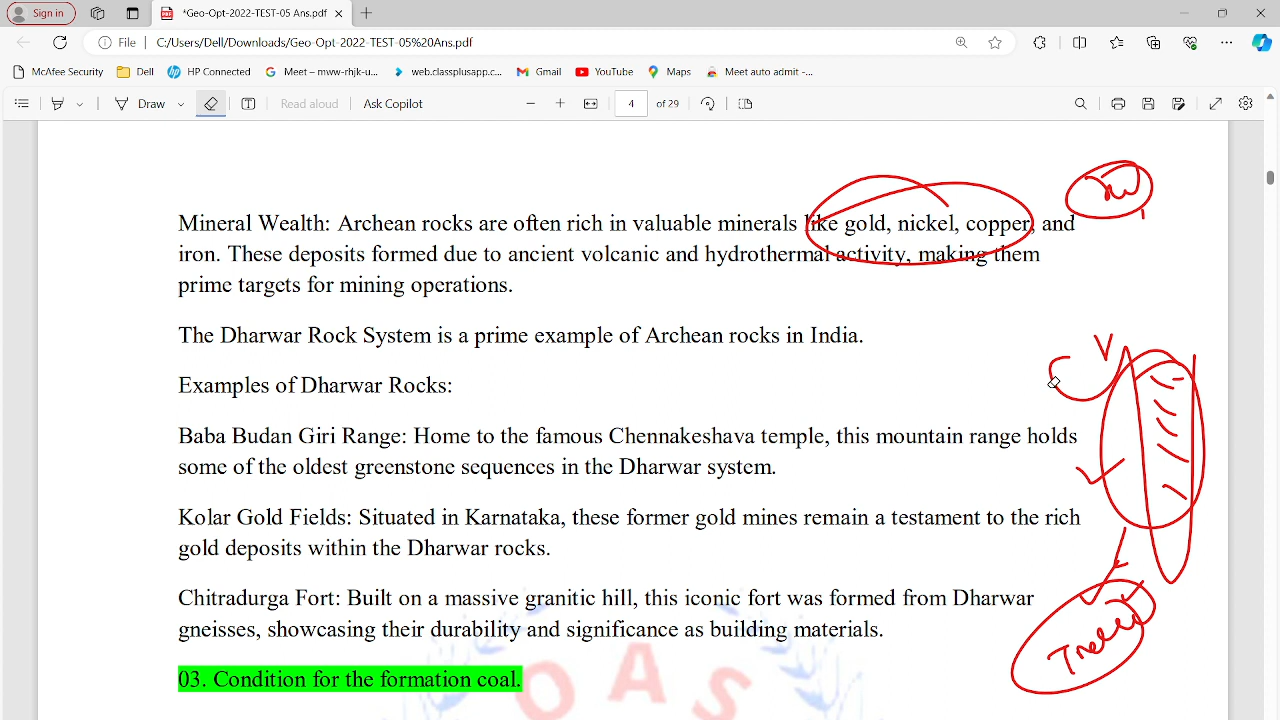 Sign in
*Geo-Opt-2022-TEST-05 Ans.pdf
File
C:/Users/Dell/Downloads/Geo-Opt-2022-TEST-05%20Ans.pdf
McAfee Security
Dell
HP Connected
Meet – mvw-rhjk-u...
web.classplusapp.c...
Gmail
YouTube
Maps
Meet auto admit -...
Draw
Read aloud
Ask Copilot
4
of 29
Mineral Wealth: Archean rocks are often rich in valuable minerals like gold, nickel, copper, and
iron. These deposits formed due to ancient volcanic and hydrothermal activity, making them
prime targets for mining operations.
The Dharwar Rock System is a prime example of Archean rocks in India.
Examples of Dharwar Rocks:
Baba Budan Giri Range: Home to the famous Chennakeshava temple, this mountain range holds
some of the oldest greenstone sequences in the Dharwar system.
Kolar Gold Fields: Situated in Karnataka, these former gold mines remain a testament to the rich
gold deposits within the Dharwar rocks.
Chitradurga Fort: Built on a massive granitic hill, this iconic fort was formed from Dharwar
gneisses, showcasing their durability and significance as building materials.
03. Condition for the formation coal.
OAS